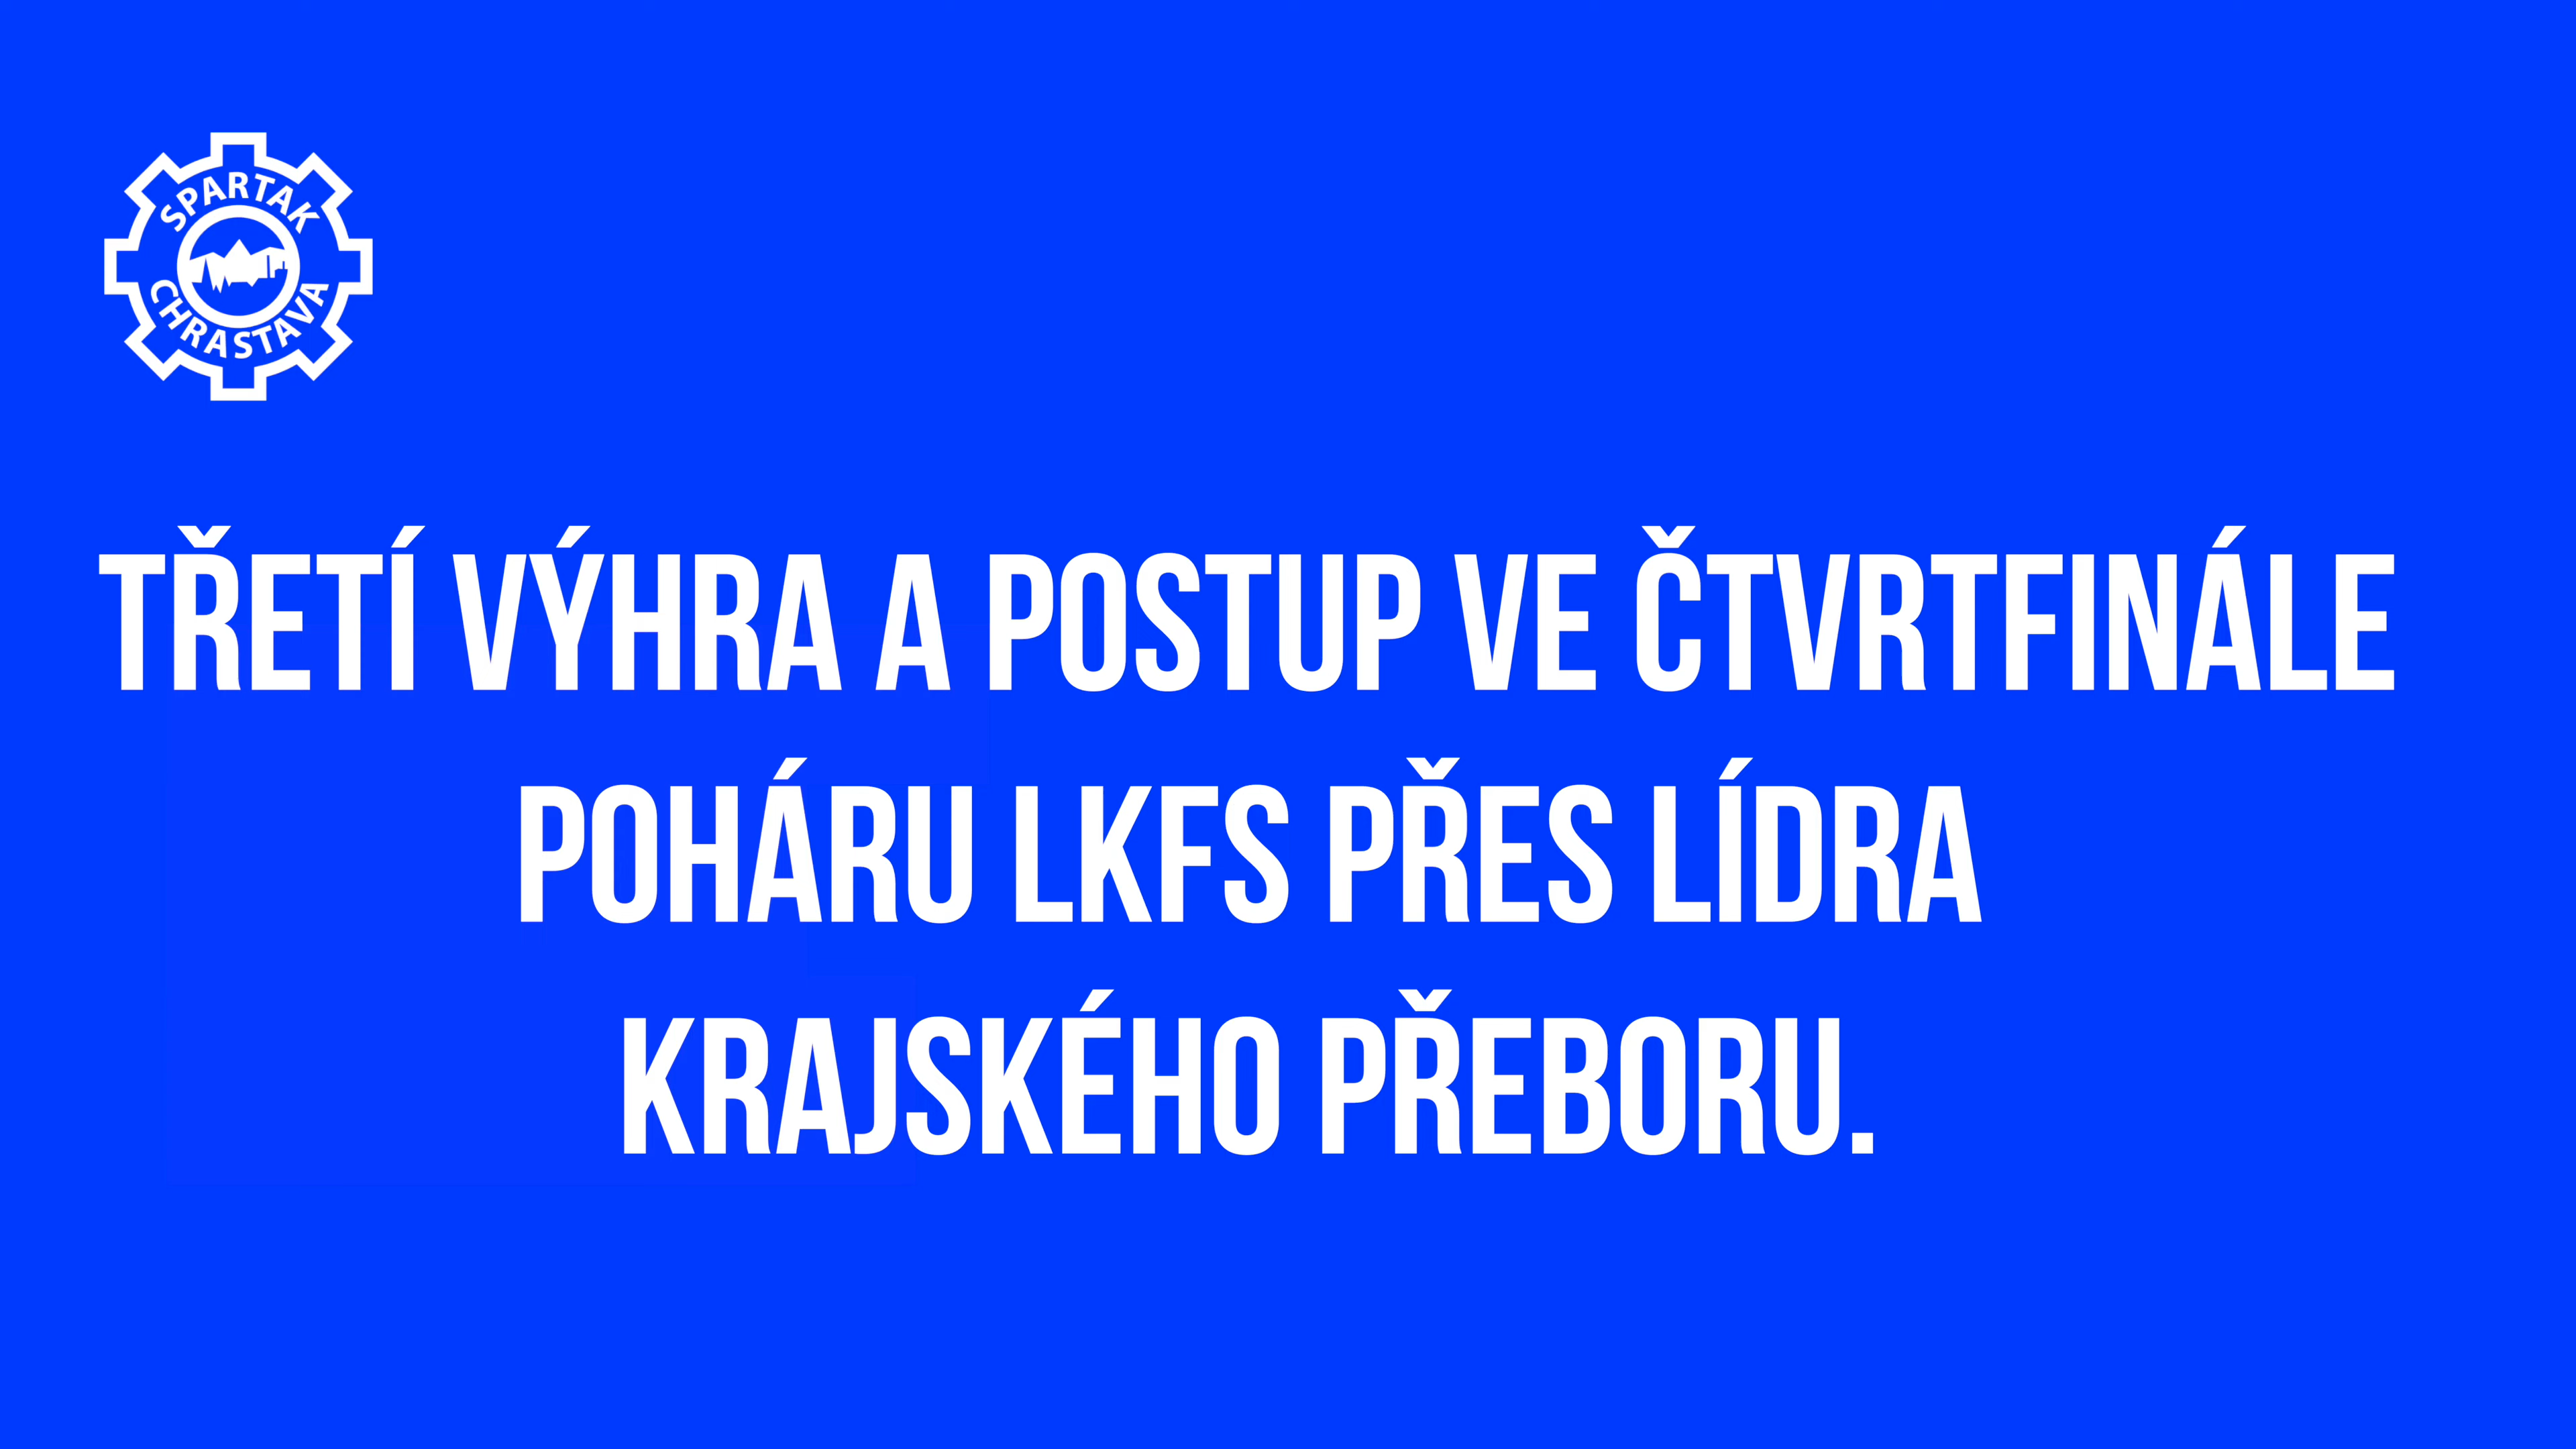 SPARTAK
CHRASTAVA
TŘETÍ VÝHRA A POSTUP VE ČTVRTFINÁLE
POHÁRU LKFS PŘES LÍDRA
KRAJSKÉHO PŘEBORU.